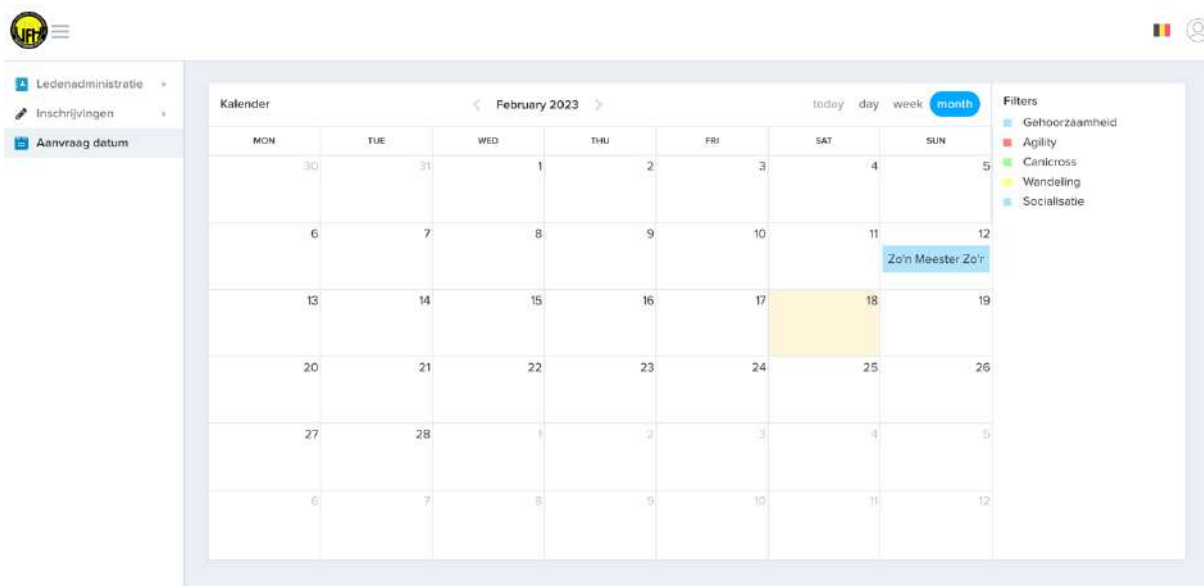 VFH
Ledenadministratie
Inschrijvingen
Aanvraag datum
Kalender
February 2023
today day week month
MON TUE WED THU FRI SAT SUN
30 31 1 2 3 4 5
6 7 8 9 10 11 12
Zo'n Meester Zo'r
13 14 15 16 17 18 19
20 21 22 23 24 25 26
27 28 1 2 3 4 5
6 7 8 9 10 11 12
Filters
Gehoorzaamheid
Agility
Canicross
Wandeling
Socialisatie